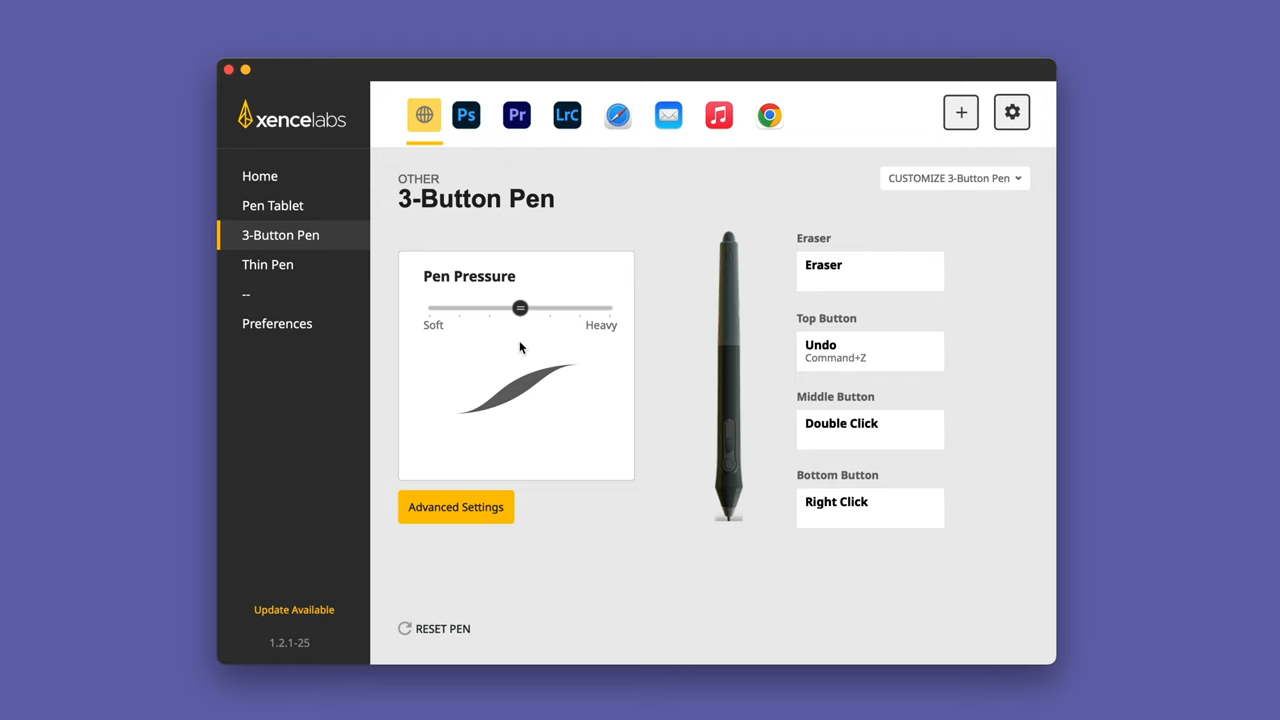 xencelabs
Ps
Pr
LrC
+
Home
Pen Tablet
3-Button Pen
Thin Pen
--
Preferences
Update Available
1.2.1-25
OTHER
3-Button Pen
CUSTOMIZE 3-Button Pen
Pen Pressure
Soft
Heavy
Advanced Settings
Eraser
Eraser
Top Button
Undo
Command+Z
Middle Button
Double Click
Bottom Button
Right Click
RESET PEN